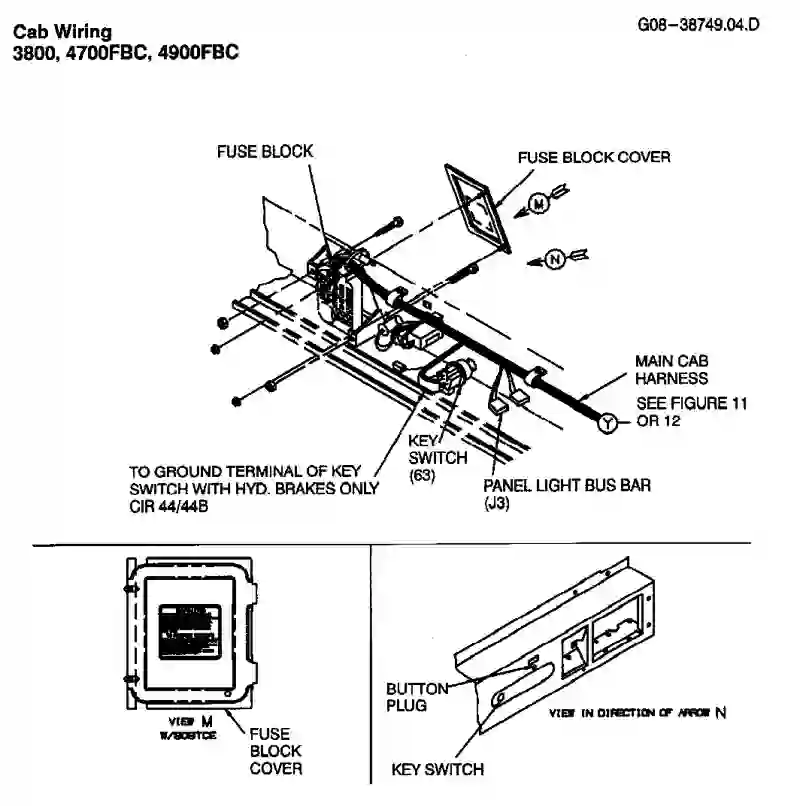 Cab Wiring
3800, 4700FBC, 4900FBC
G08-38749.04.D
FUSE BLOCK
FUSE BLOCK COVER
M
N
MAIN CAB
HARNESS
SEE FIGURE 11
OR 12
Y
KEY
SWITCH
(63)
TO GROUND TERMINAL OF KEY
SWITCH WITH HYD. BRAKES ONLY
CIR 44/44B
PANEL LIGHT BUS BAR
(J3)
VIEW M
FUSE
BLOCK
COVER
BUTTON
PLUG
VIEW IN DIRECTION OF ARROW N
KEY SWITCH